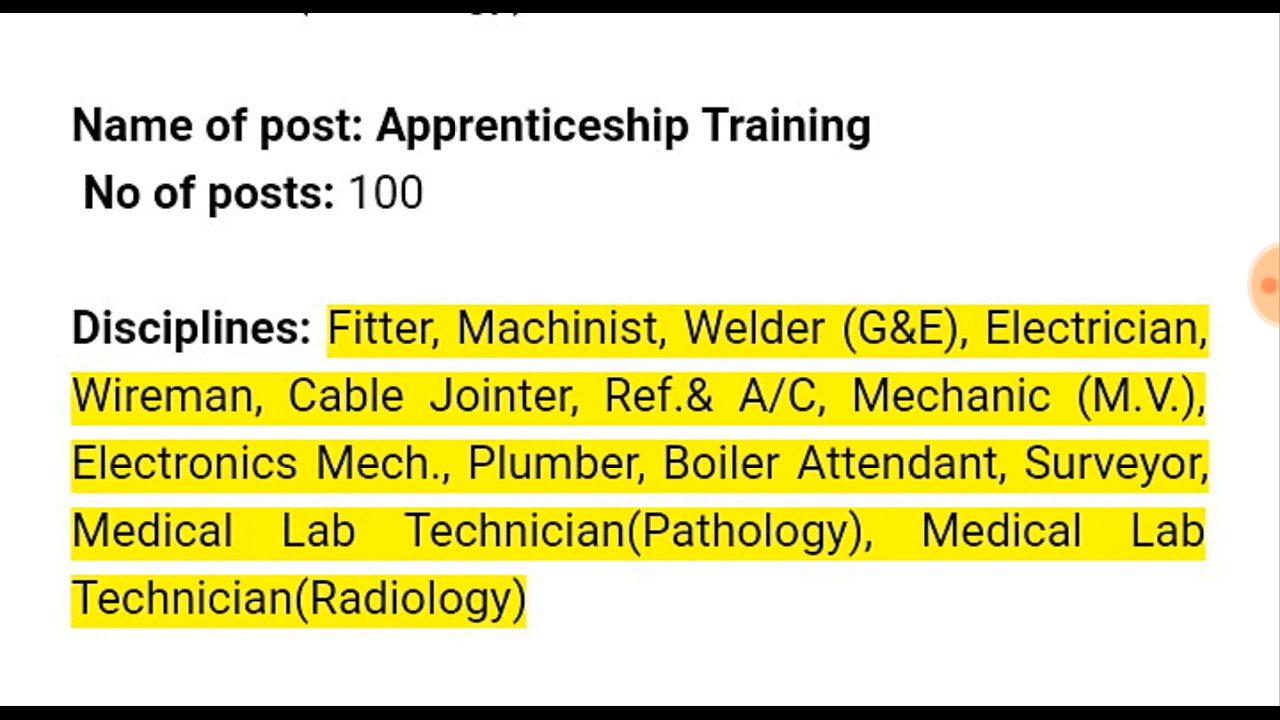 Name of post: Apprenticeship Training
No of posts: 100
Disciplines: Fitter, Machinist, Welder (G&E), Electrician,
Wireman, Cable Jointer, Ref.& A/C, Mechanic (M.V.),
Electronics Mech., Plumber, Boiler Attendant, Surveyor,
Medical Lab Technician(Pathology), Medical Lab
Technician(Radiology)